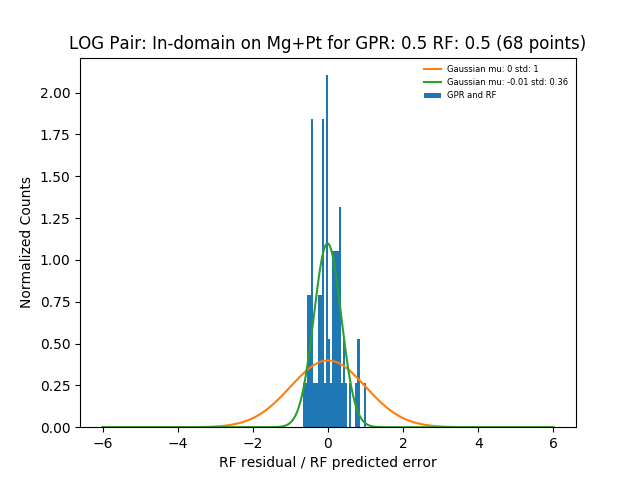 LOG Pair: In-domain on Mg+Pt for GPR: 0.5 RF: 0.5 (68 points)
Gaussian mu: 0 std: 1
Gaussian mu: -0.01 std: 0.36
GPR and RF
Normalized Counts
2.00
1.75
1.50
1.25
1.00
0.75
0.50
0.25
0.00
−6 −4 −2 0 2 4 6
RF residual / RF predicted error